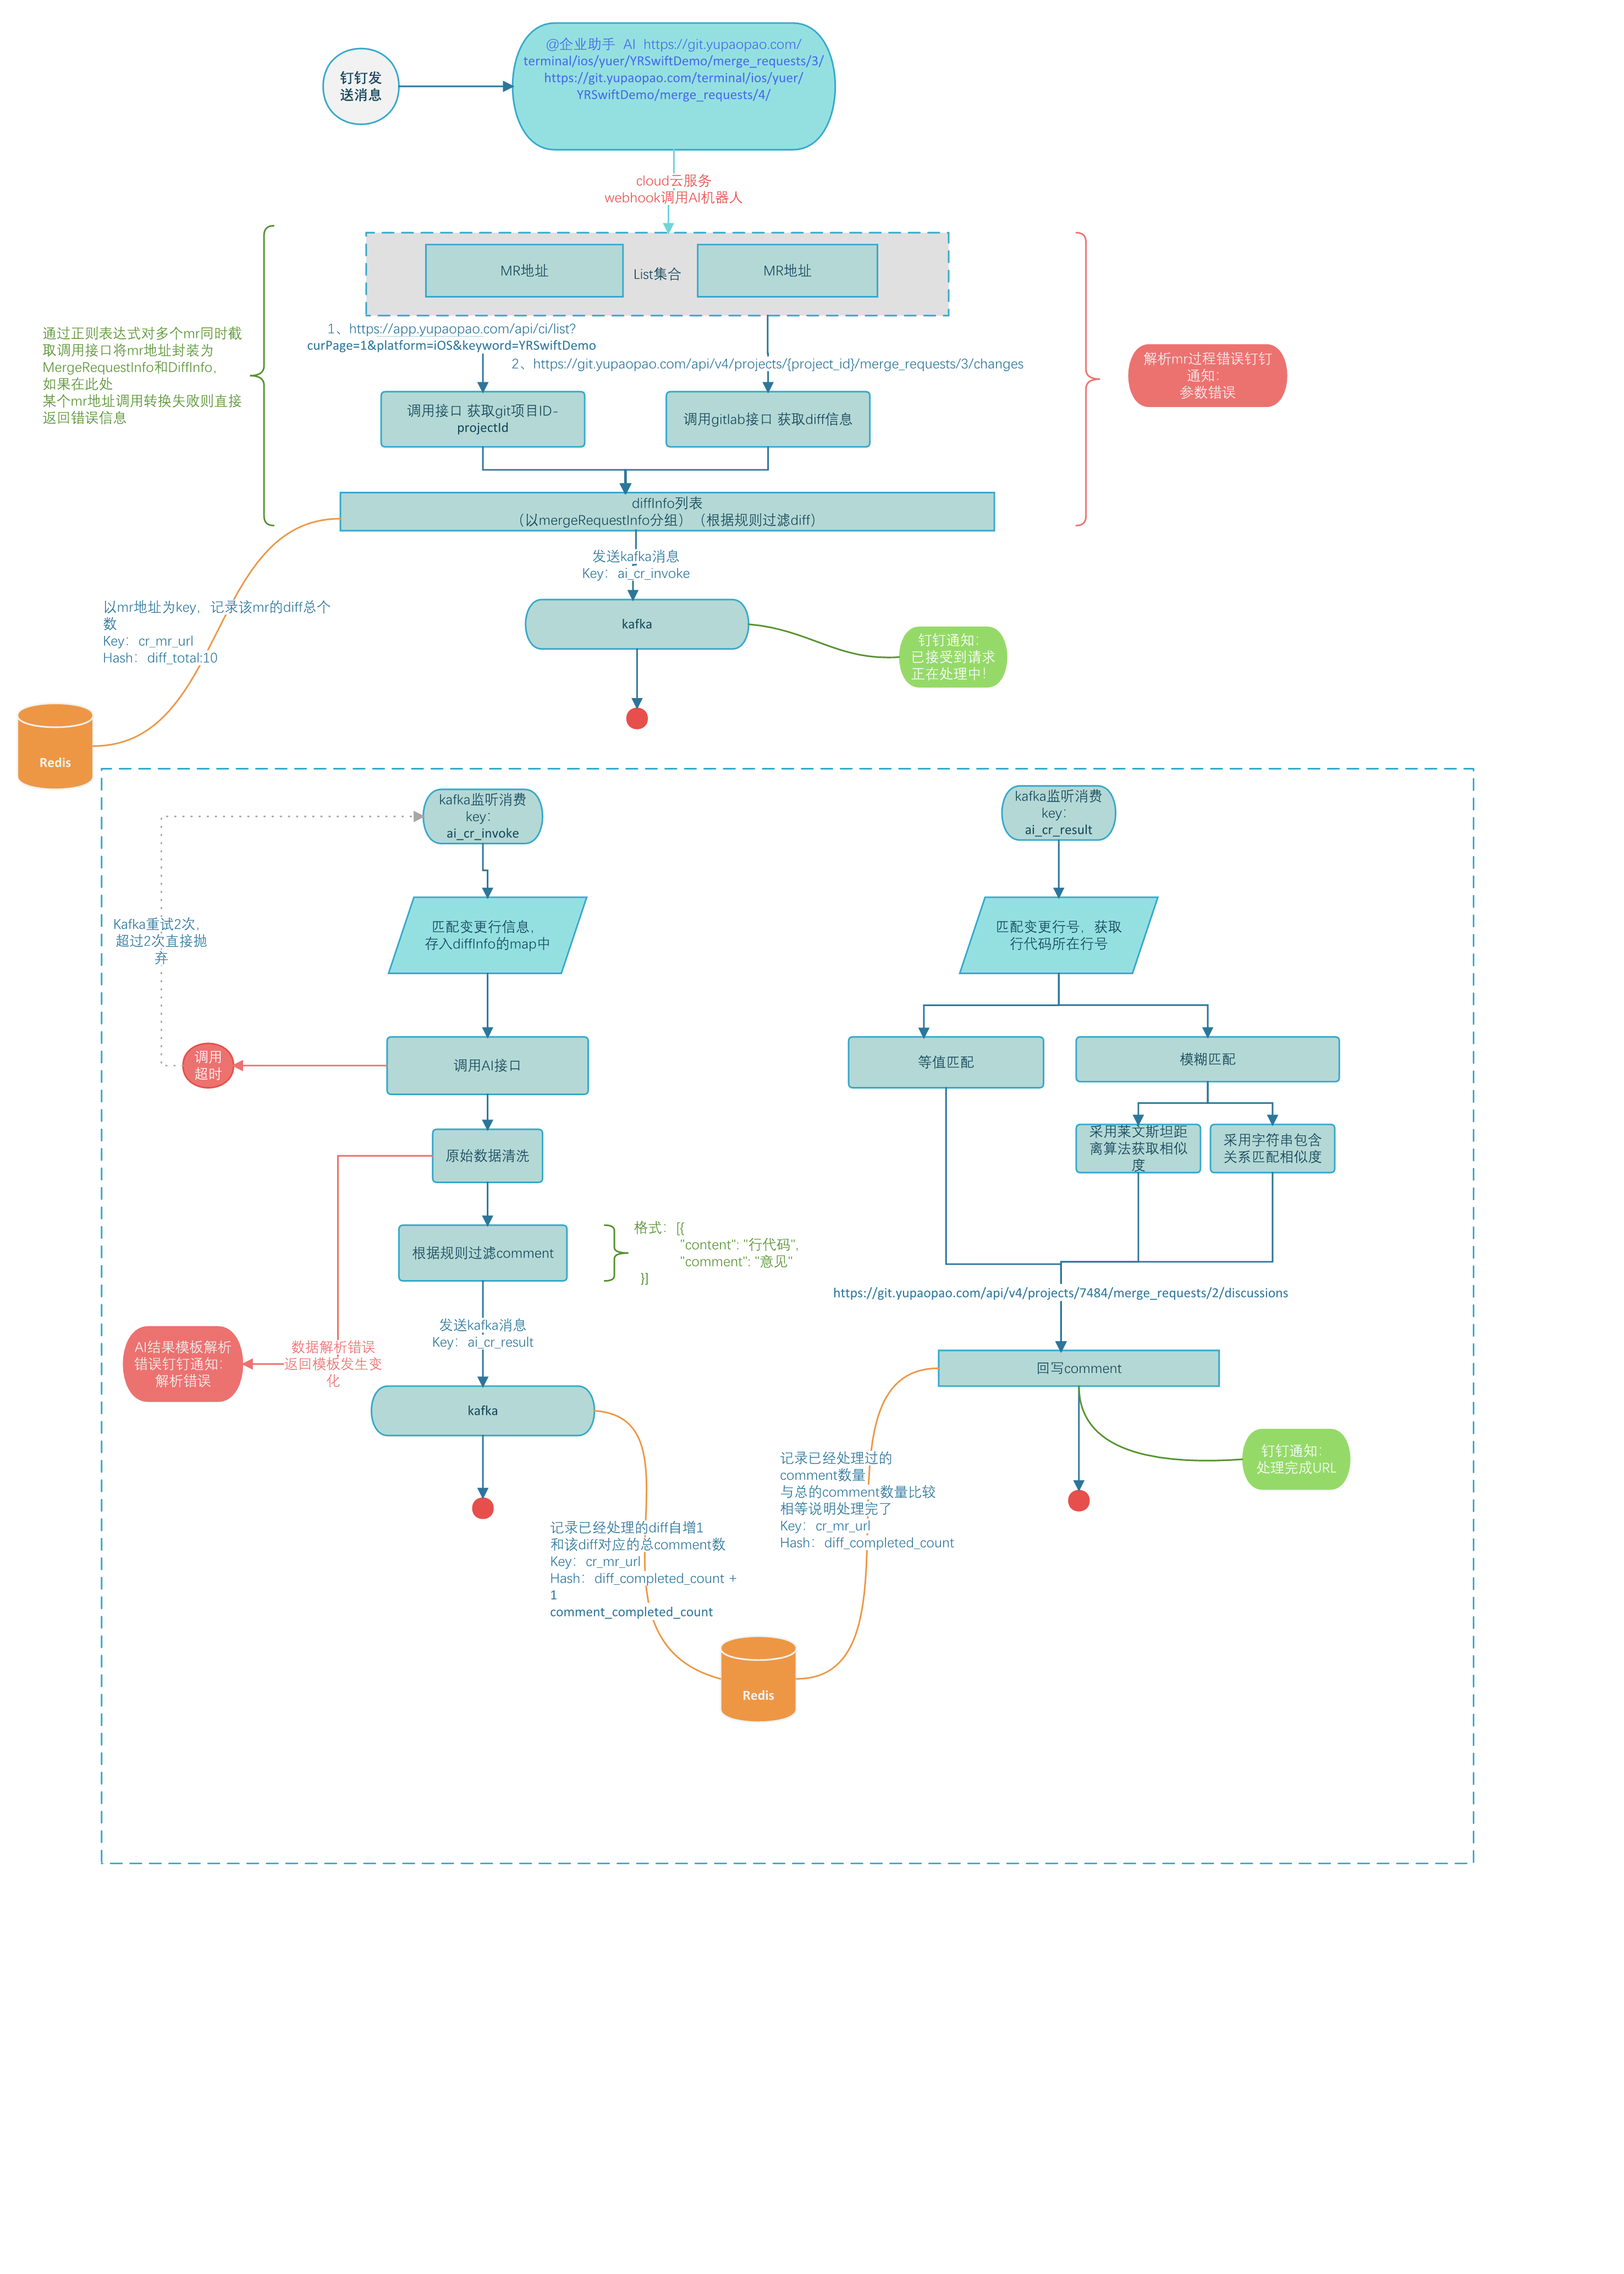 钉钉发
送消息
@企业助手  AI  https://git.yupaopao.com/
terminal/ios/yuer/YRSwiftDemo/merge_requests/3/
https://git.yupaopao.com/terminal/ios/yuer/
YRSwiftDemo/merge_requests/4/
cloud云服务
webhook调用AI机器人
MR地址
List集合
MR地址
1、https://app.yupaopao.com/api/ci/list?
curPage=1&platform=iOS&keyword=YRSwiftDemo
2、https://git.yupaopao.com/api/v4/projects/{project_id}/merge_requests/3/changes
通过正则表达式对多个mr同时截
取调用接口将mr地址封装为
MergeRequestInfo和DiffInfo，
如果在此处
某个mr地址调用转换失败则直接
返回错误信息
解析mr过程错误钉钉
通知：
参数错误
调用接口 获取git项目ID-
projectId
调用gitlab接口 获取diff信息
diffInfo列表
（以mergeRequestInfo分组）（根据规则过滤diff）
发送kafka消息
Key：ai_cr_invoke
以mr地址为key，记录该mr的diff总个
数
Key：cr_mr_url
Hash：diff_total:10
kafka
钉钉通知：
已接受到请求
正在处理中！
Redis
kafka监听消费
key：
ai_cr_invoke
kafka监听消费
key：
ai_cr_result
Kafka重试2次，
超过2次直接抛
弃
匹配变更行信息，
存入diffInfo的map中
匹配变更行号，获取
行代码所在行号
调用
超时
调用AI接口
等值匹配
模糊匹配
原始数据清洗
采用莱文斯坦距
离算法获取相似
度
采用字符串包含
关系匹配相似度
根据规则过滤comment
格式：[{
"content": "行代码",
"comment": "意见"
}]
https://git.yupaopao.com/api/v4/projects/7484/merge_requests/2/discussions
发送kafka消息
Key：ai_cr_result
AI结果模板解析
错误钉钉通知：
解析错误
数据解析错误
返回模板发生变
化
回写comment
kafka
钉钉通知：
处理完成URL
记录已经处理过的
comment数量
与总的comment数量比较
相等说明处理完了
Key：cr_mr_url
Hash：diff_completed_count
记录已经处理的diff自增1
和该diff对应的总comment数
Key：cr_mr_url
Hash：diff_completed_count +
1
comment_completed_count
Redis